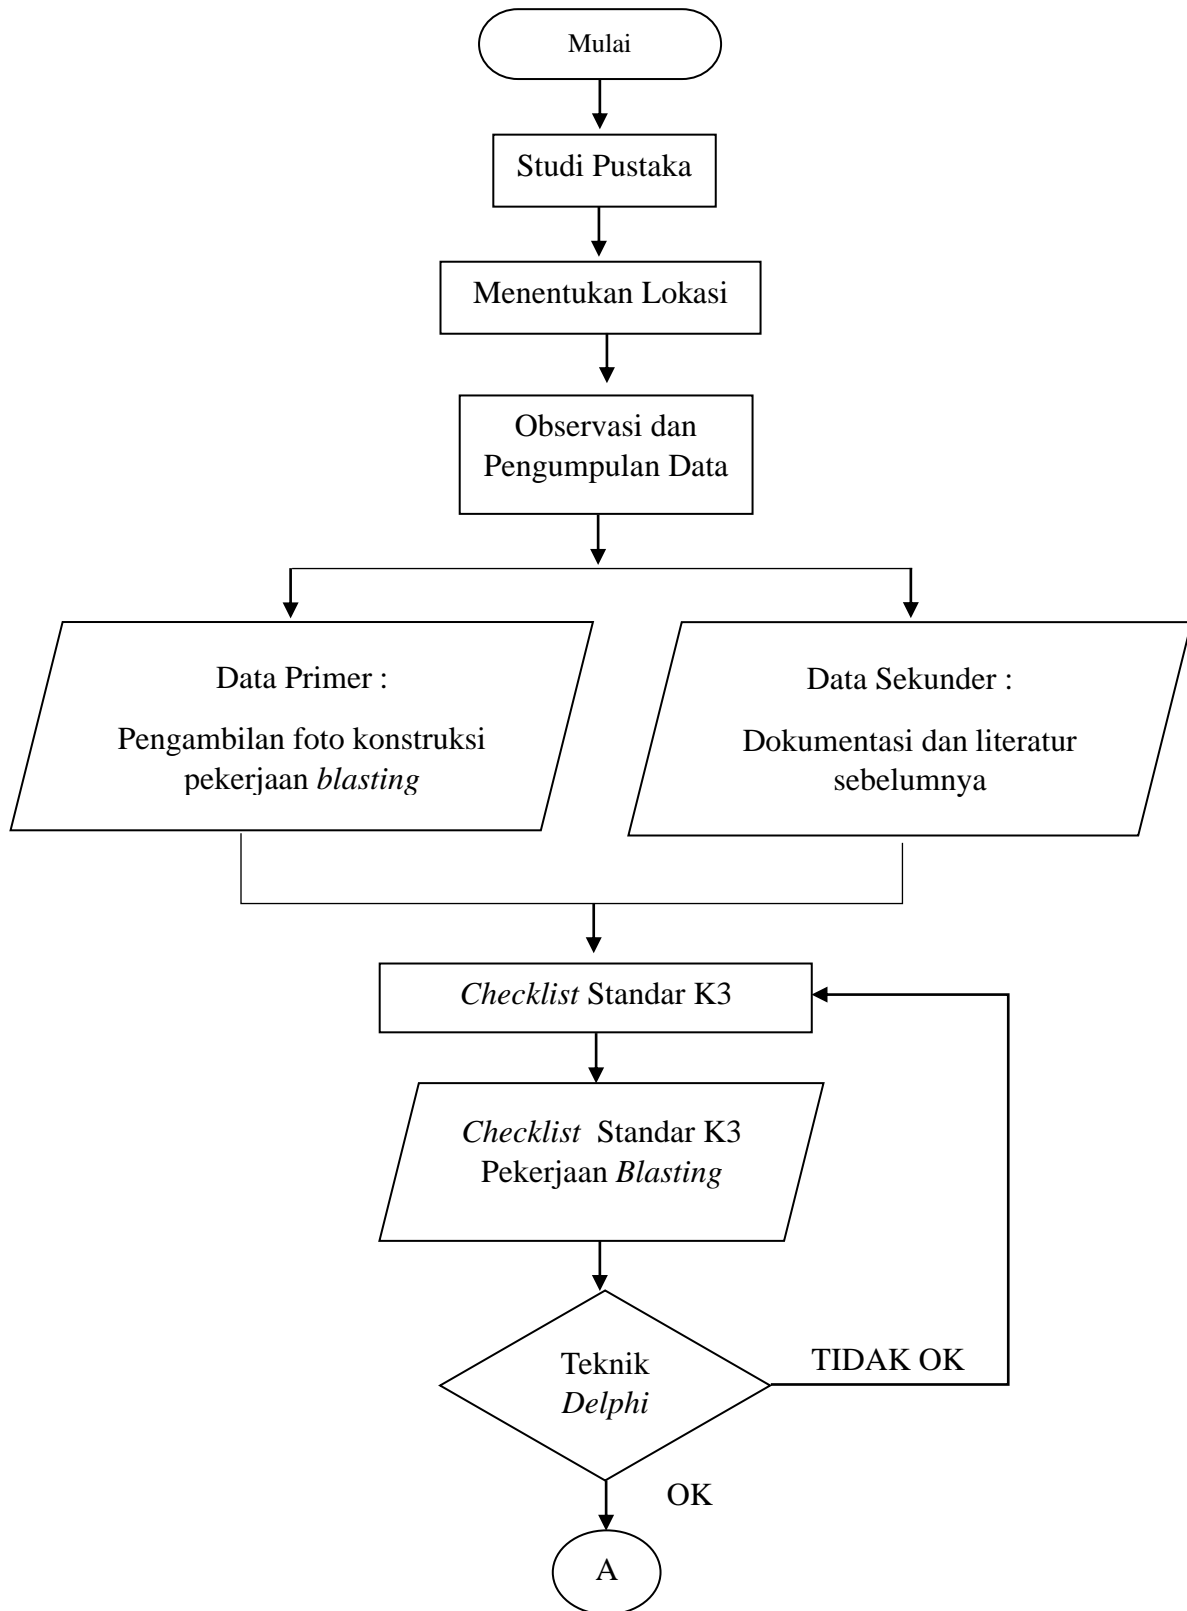 Mulai
Studi Pustaka
Menentukan Lokasi
Observasi dan
Pengumpulan Data
Data Primer :
Pengambilan foto konstruksi
pekerjaan blasting
Data Sekunder :
Dokumentasi dan literatur
sebelumnya
Checklist Standar K3
Checklist Standar K3
Pekerjaan Blasting
Teknik
Delphi
TIDAK OK
OK
A